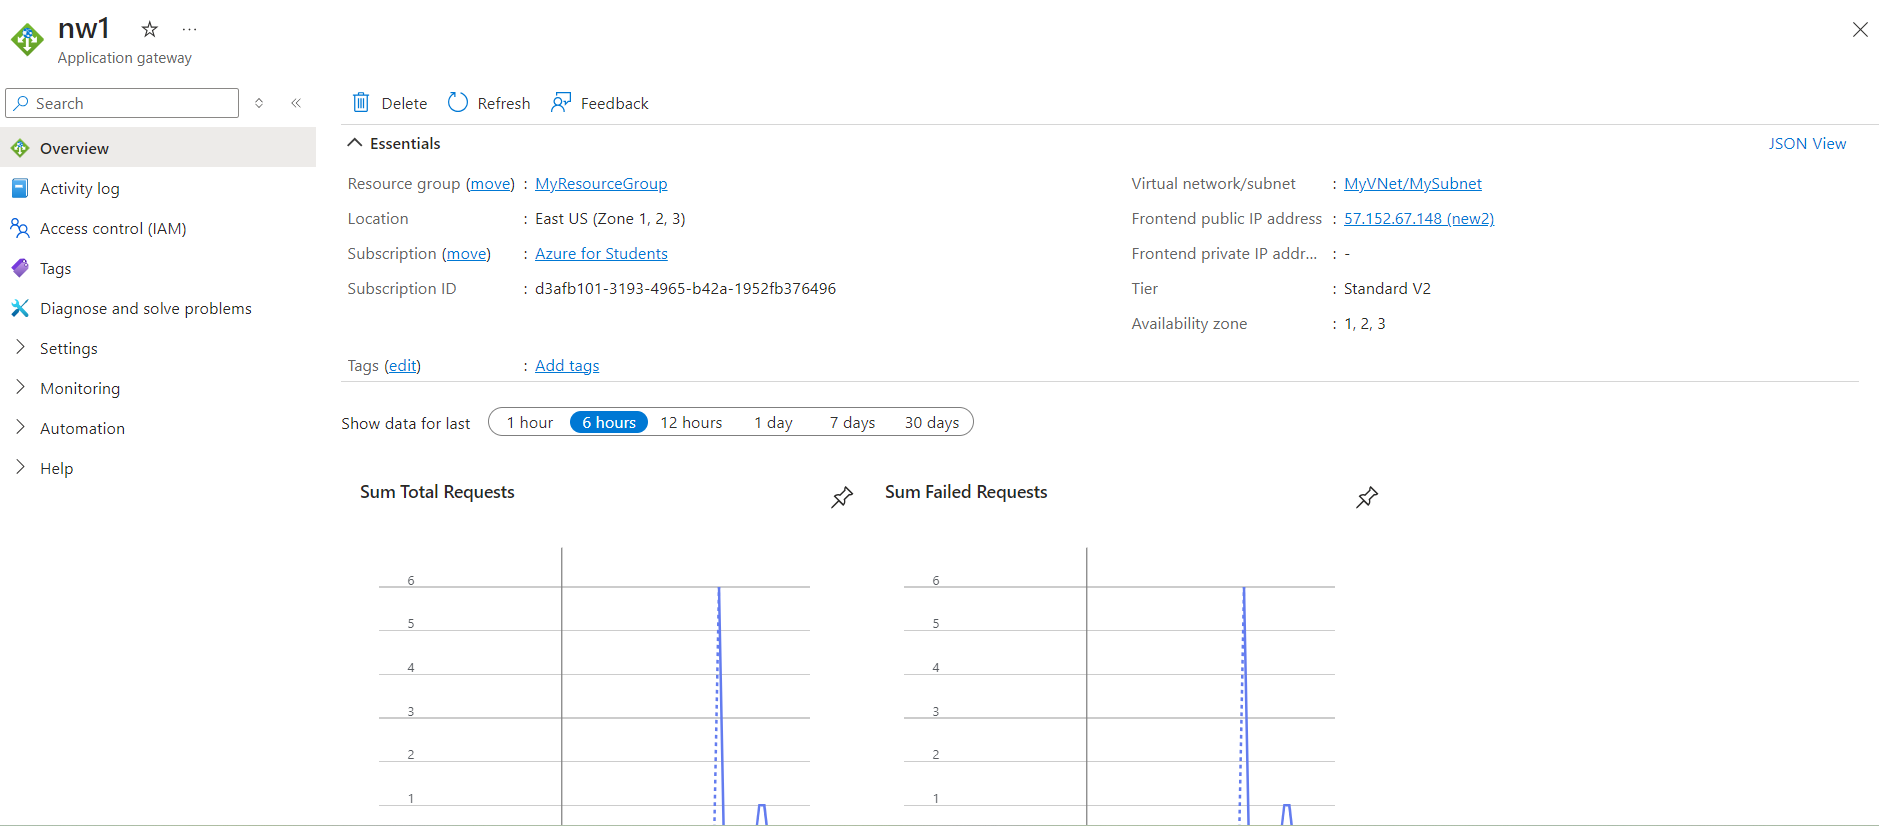 nw1
Application gateway
Search
Delete Refresh Feedback
Overview
Activity log
Access control (IAM)
Tags
Diagnose and solve problems
Settings
Monitoring
Automation
Help
Essentials
JSON View
Resource group (move) : MyResourceGroup
Location : East US (Zone 1, 2, 3)
Subscription (move) : Azure for Students
Subscription ID : d3afb101-3193-4965-b42a-1952fb376496
Tags (edit) : Add tags
Virtual network/subnet : MyVNet/MySubnet
Frontend public IP address : 57.152.67.148 (new2)
Frontend private IP addr... : -
Tier : Standard V2
Availability zone : 1, 2, 3
Show data for last 1 hour 6 hours 12 hours 1 day 7 days 30 days
Sum Total Requests
6
5
4
3
2
1
Sum Failed Requests
6
5
4
3
2
1